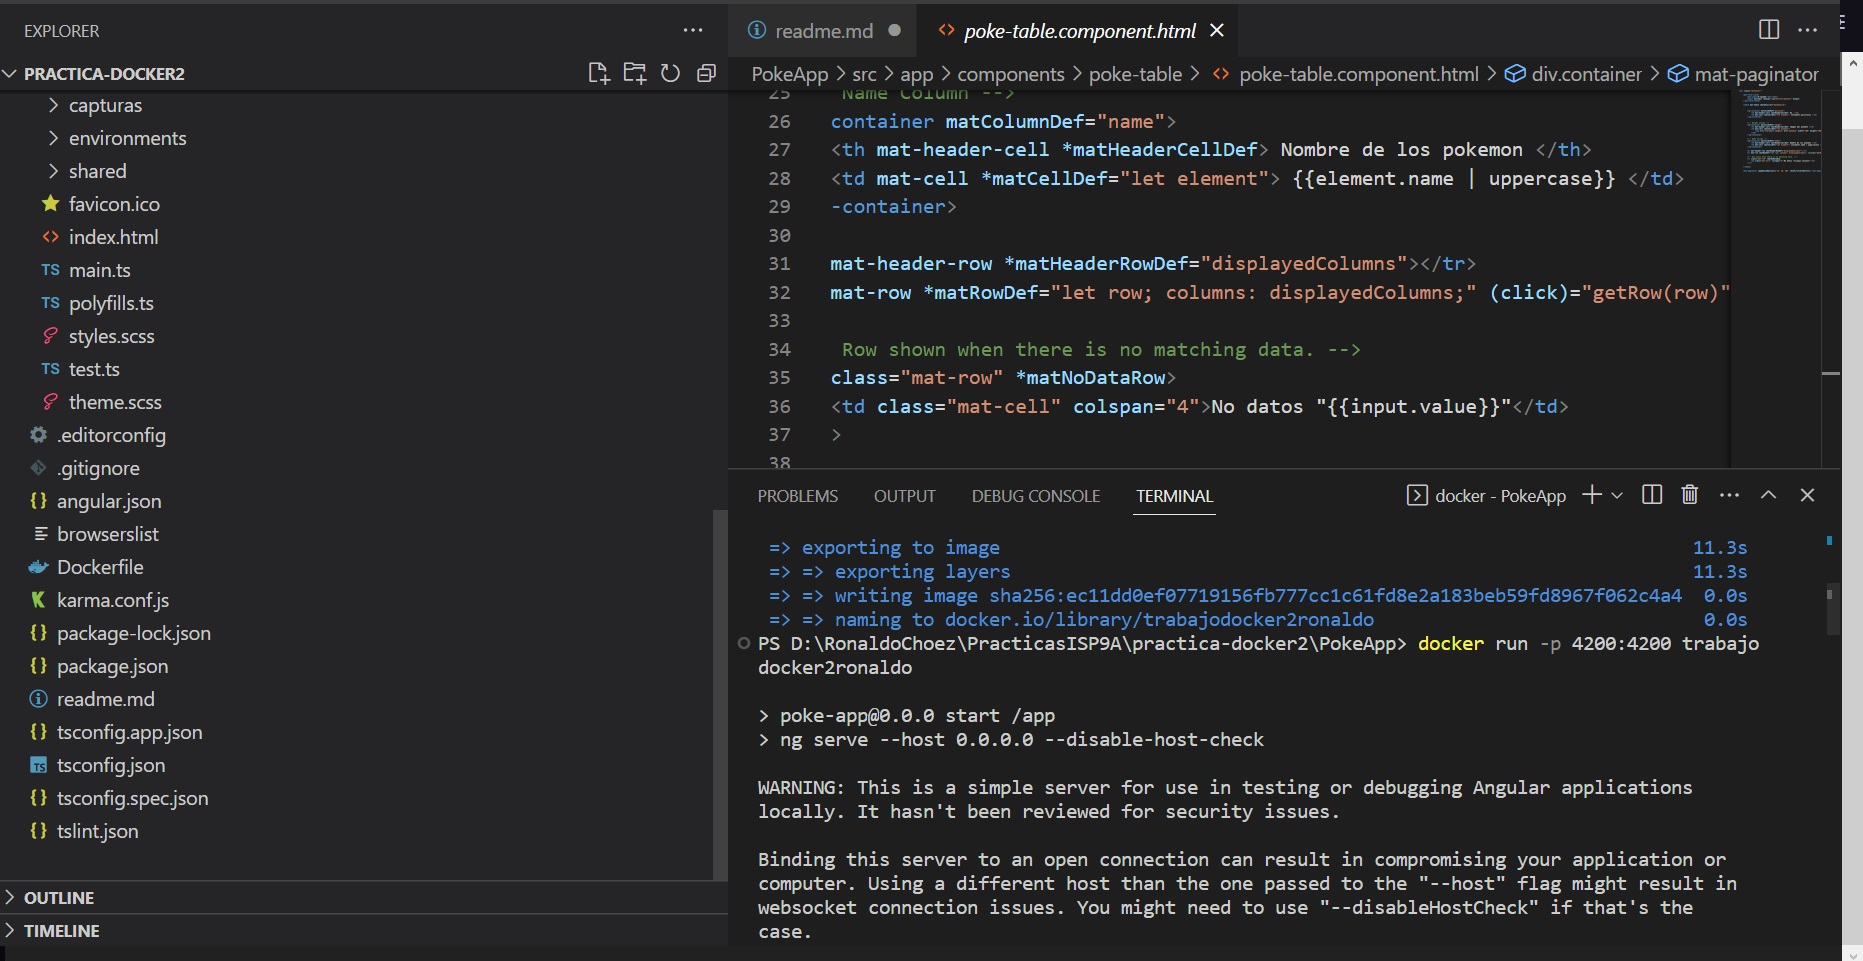 EXPLORER
PRACTICA-DOCKER2
capturas
environments
shared
favicon.ico
index.html
TS main.ts
TS polyfills.ts
styles.scss
TS test.ts
theme.scss
.editorconfig
.gitignore
{} angular.json
browserslist
Dockerfile
K karma.conf.js
{} package-lock.json
{} package.json
readme.md
{} tsconfig.app.json
TS tsconfig.json
{} tsconfig.spec.json
{} tslint.json
OUTLINE
TIMELINE
readme.md
poke-table.component.html
PokeApp > src > app > components > poke-table > poke-table.component.html > div.container > mat-paginator
25 Name Column -->
26 container matColumnDef="name">
27 <th mat-header-cell *matHeaderCellDef> Nombre de los pokemon </th>
28 <td mat-cell *matCellDef="let element"> {{element.name | uppercase}} </td>
29 -container>
30
31 mat-header-row *matHeaderRowDef="displayedColumns"></tr>
32 mat-row *matRowDef="let row; columns: displayedColumns;" (click)="getRow(row)"
33
34 Row shown when there is no matching data. -->
35 class="mat-row" *matNoDataRow>
36 <td class="mat-cell" colspan="4">No datos "{{input.value}}"</td>
37 >
38
PROBLEMS OUTPUT DEBUG CONSOLE TERMINAL docker - PokeApp
=> exporting to image 11.3s
=> => exporting layers 11.3s
=> => writing image sha256:ec11dd0ef07719156fb777cc1c61fd8e2a183beb59fd8967f062c4a4 0.0s
=> => naming to docker.io/library/trabajodocker2ronaldo 0.0s
PS D:\RonaldoChoez\PracticasISP9A\practica-docker2\PokeApp> docker run -p 4200:4200 trabajo
docker2ronaldo
> poke-app@0.0.0 start /app
> ng serve --host 0.0.0.0 --disable-host-check
WARNING: This is a simple server for use in testing or debugging Angular applications
locally. It hasn't been reviewed for security issues.
Binding this server to an open connection can result in compromising your application or
computer. Using a different host than the one passed to the "--host" flag might result in
websocket connection issues. You might need to use "--disableHostCheck" if that's the
case.